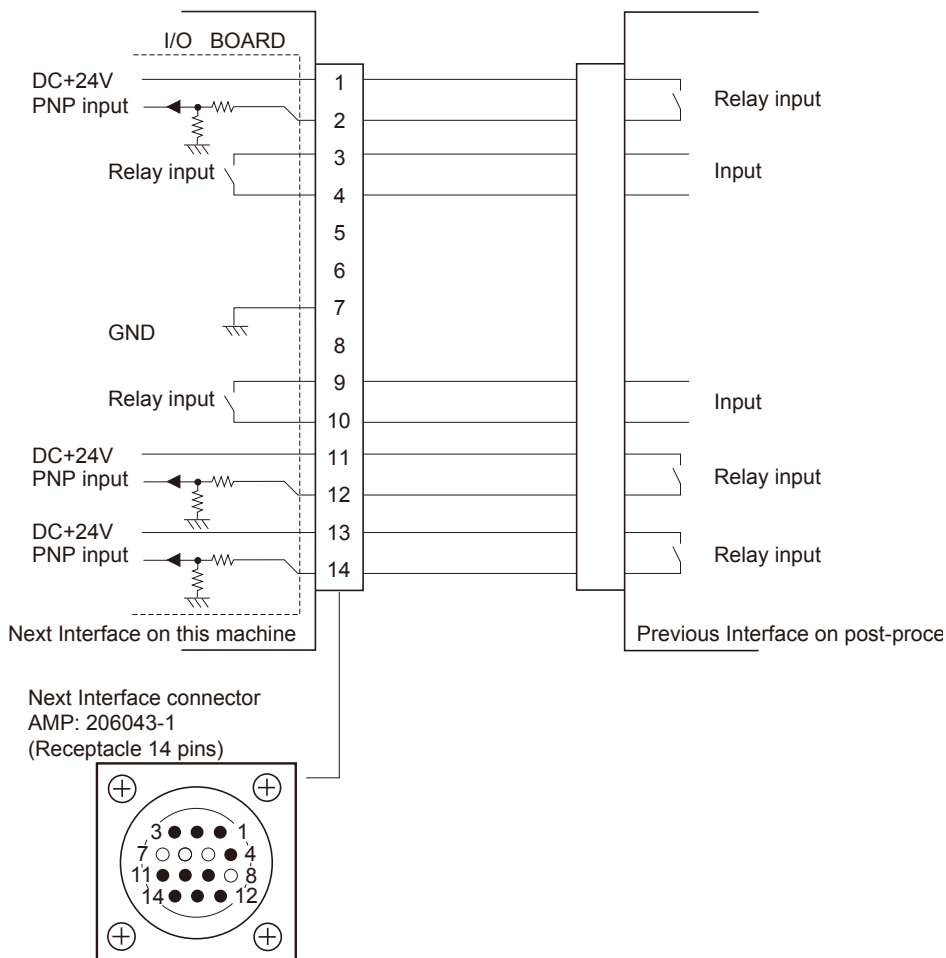 I/O BOARD
DC+24V
PNP input
Relay input
GND
Relay input
DC+24V
PNP input
DC+24V
PNP input
1
2
3
4
5
6
7
8
9
10
11
12
13
14
Relay input
Input
Input
Relay input
Relay input
Next Interface on this machine
Previous Interface on post-proce
Next Interface connector
AMP: 206043-1
(Receptacle 14 pins)
3 1
7 4
11 8
14 12